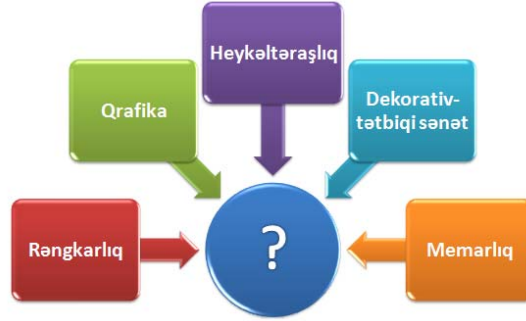 Heykəltəraşlıq
Qrafika
Dekorativ-
tətbiqi sənət
Rəngkarlıq
?
Memarlıq